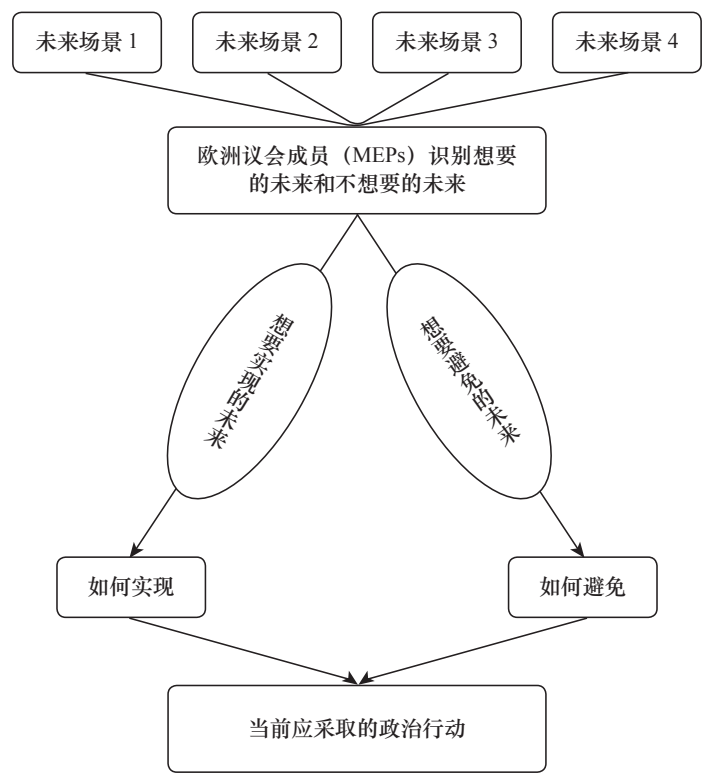 未来场景 1
未来场景 2
未来场景 3
未来场景 4
欧洲议会成员（MEPs）识别想要
的未来和不想要的未来
想要实现的未来
想要避免的未来
如何实现
如何避免
当前应采取的政治行动